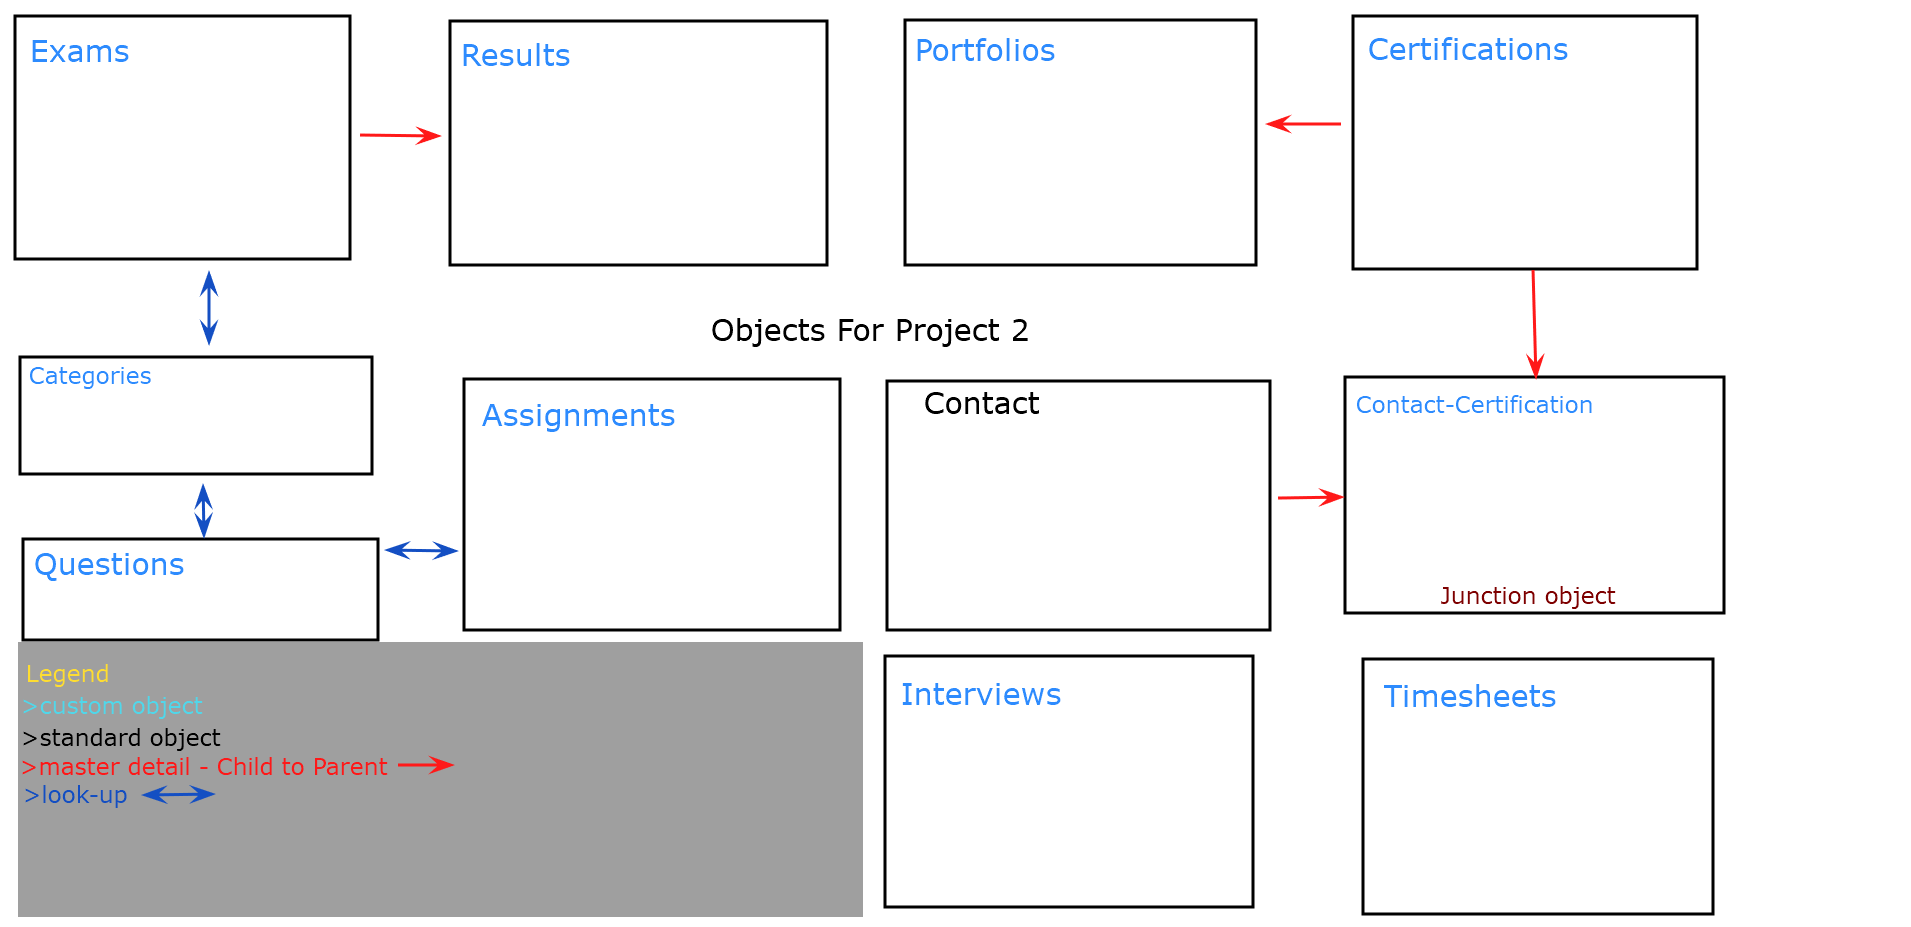 Exams
Results
Portfolios
Certifications
Objects For Project 2
Categories
Assignments
Contact
Contact-Certification
Questions
Junction object
Legend
>custom object
>standard object
>master detail - Child to Parent
>look-up
Interviews
Timesheets